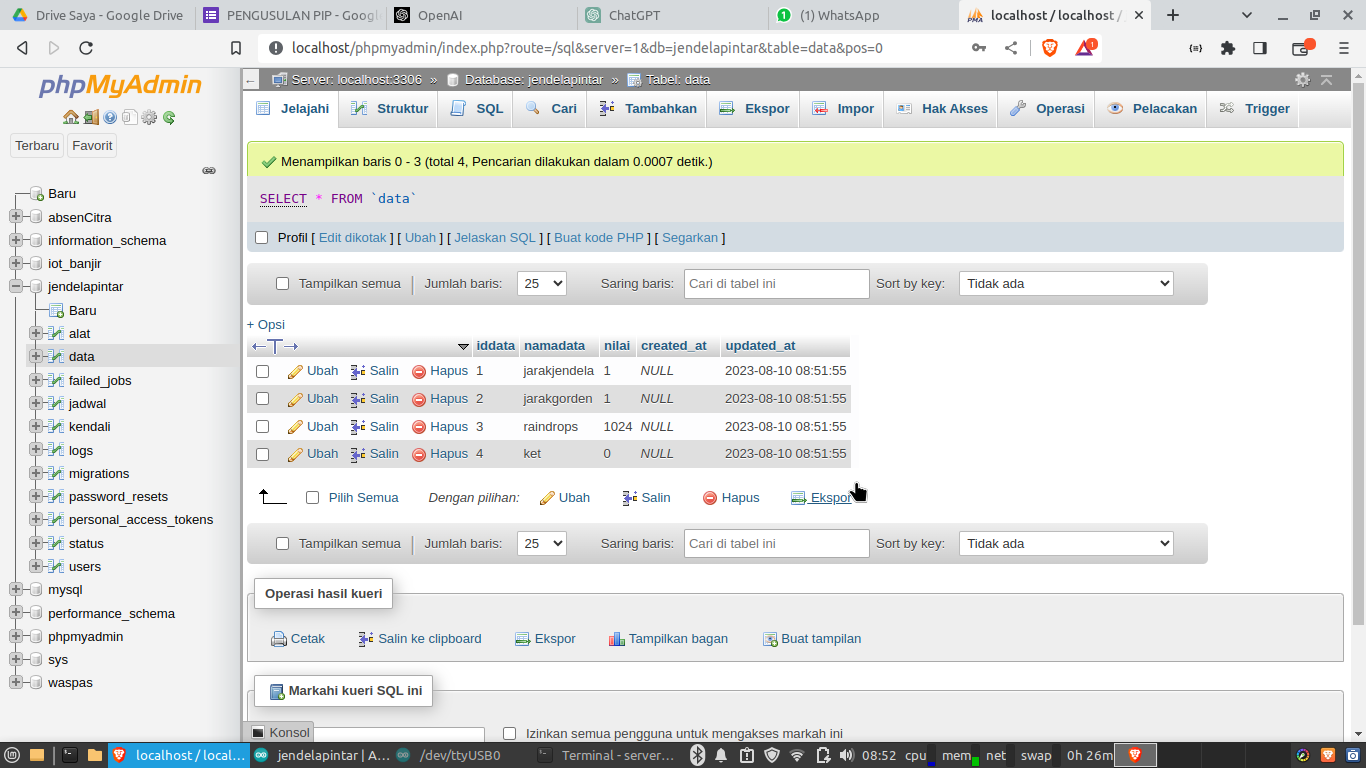 Drive Saya - Google Drive
PENGUSULAN PIP - Googl
OpenAI
ChatGPT
(1) WhatsApp
localhost / localhost /
localhost/phpmyadmin/index.php?route=/sql&server=1&db=jendelapintar&table=data&pos=0
phpMyAdmin
Terbaru Favorit
Baru
absenCitra
information_schema
iot_banjir
jendelapintar
Baru
alat
data
failed_jobs
jadwal
kendali
logs
migrations
password_resets
personal_access_tokens
status
users
mysql
performance_schema
phpmyadmin
sys
waspas
Server: localhost:3306 » Database: jendelapintar » Tabel: data
Jelajahi Struktur SQL Cari Tambahkan Ekspor Impor Hak Akses Operasi Pelacakan Trigger
Menampilkan baris 0 - 3 (total 4, Pencarian dilakukan dalam 0.0007 detik.)
SELECT * FROM `data`
Profil [ Edit dikotak ] [ Ubah ] [ Jelaskan SQL ] [ Buat kode PHP ] [ Segarkan ]
Tampilkan semua | Jumlah baris: 25 Saring baris: Cari di tabel ini Sort by key: Tidak ada
+ Opsi
←T→ iddata namadata nilai created_at updated_at
Ubah Salin Hapus 1 jarakjendela 1 NULL 2023-08-10 08:51:55
Ubah Salin Hapus 2 jarakgorden 1 NULL 2023-08-10 08:51:55
Ubah Salin Hapus 3 raindrops 1024 NULL 2023-08-10 08:51:55
Ubah Salin Hapus 4 ket 0 NULL 2023-08-10 08:51:55
Pilih Semua Dengan pilihan: Ubah Salin Hapus Ekspor
Tampilkan semua | Jumlah baris: 25 Saring baris: Cari di tabel ini Sort by key: Tidak ada
Operasi hasil kueri
Cetak Salin ke clipboard Ekspor Tampilkan bagan Buat tampilan
Markahi kueri SQL ini
Konsol
Izinkan semua pengguna untuk mengakses markah ini
localhost / local... jendelapintar | A... /dev/ttyUSB0 Terminal - server... 08:52 cpu mem net swap 0h 26m